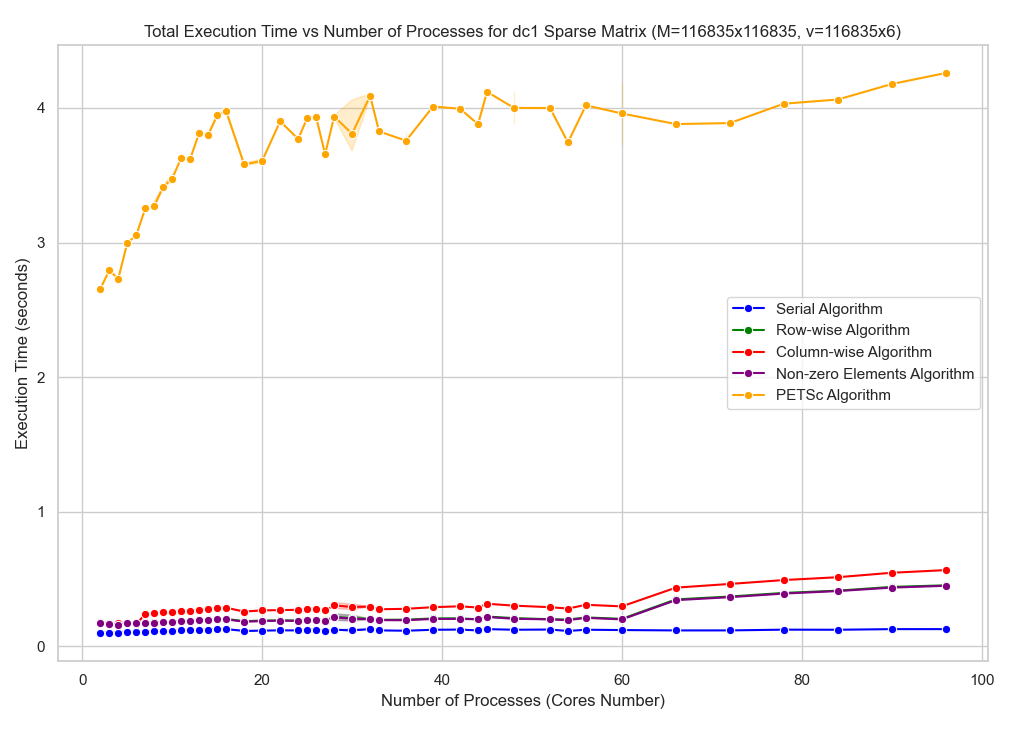 Total Execution Time vs Number of Processes for dc1 Sparse Matrix (M=116835x116835, v=116835x6)
Execution Time (seconds)
4
3
2
1
0
Serial Algorithm
Row-wise Algorithm
Column-wise Algorithm
Non-zero Elements Algorithm
PETSc Algorithm
0 20 40 60 80 100
Number of Processes (Cores Number)